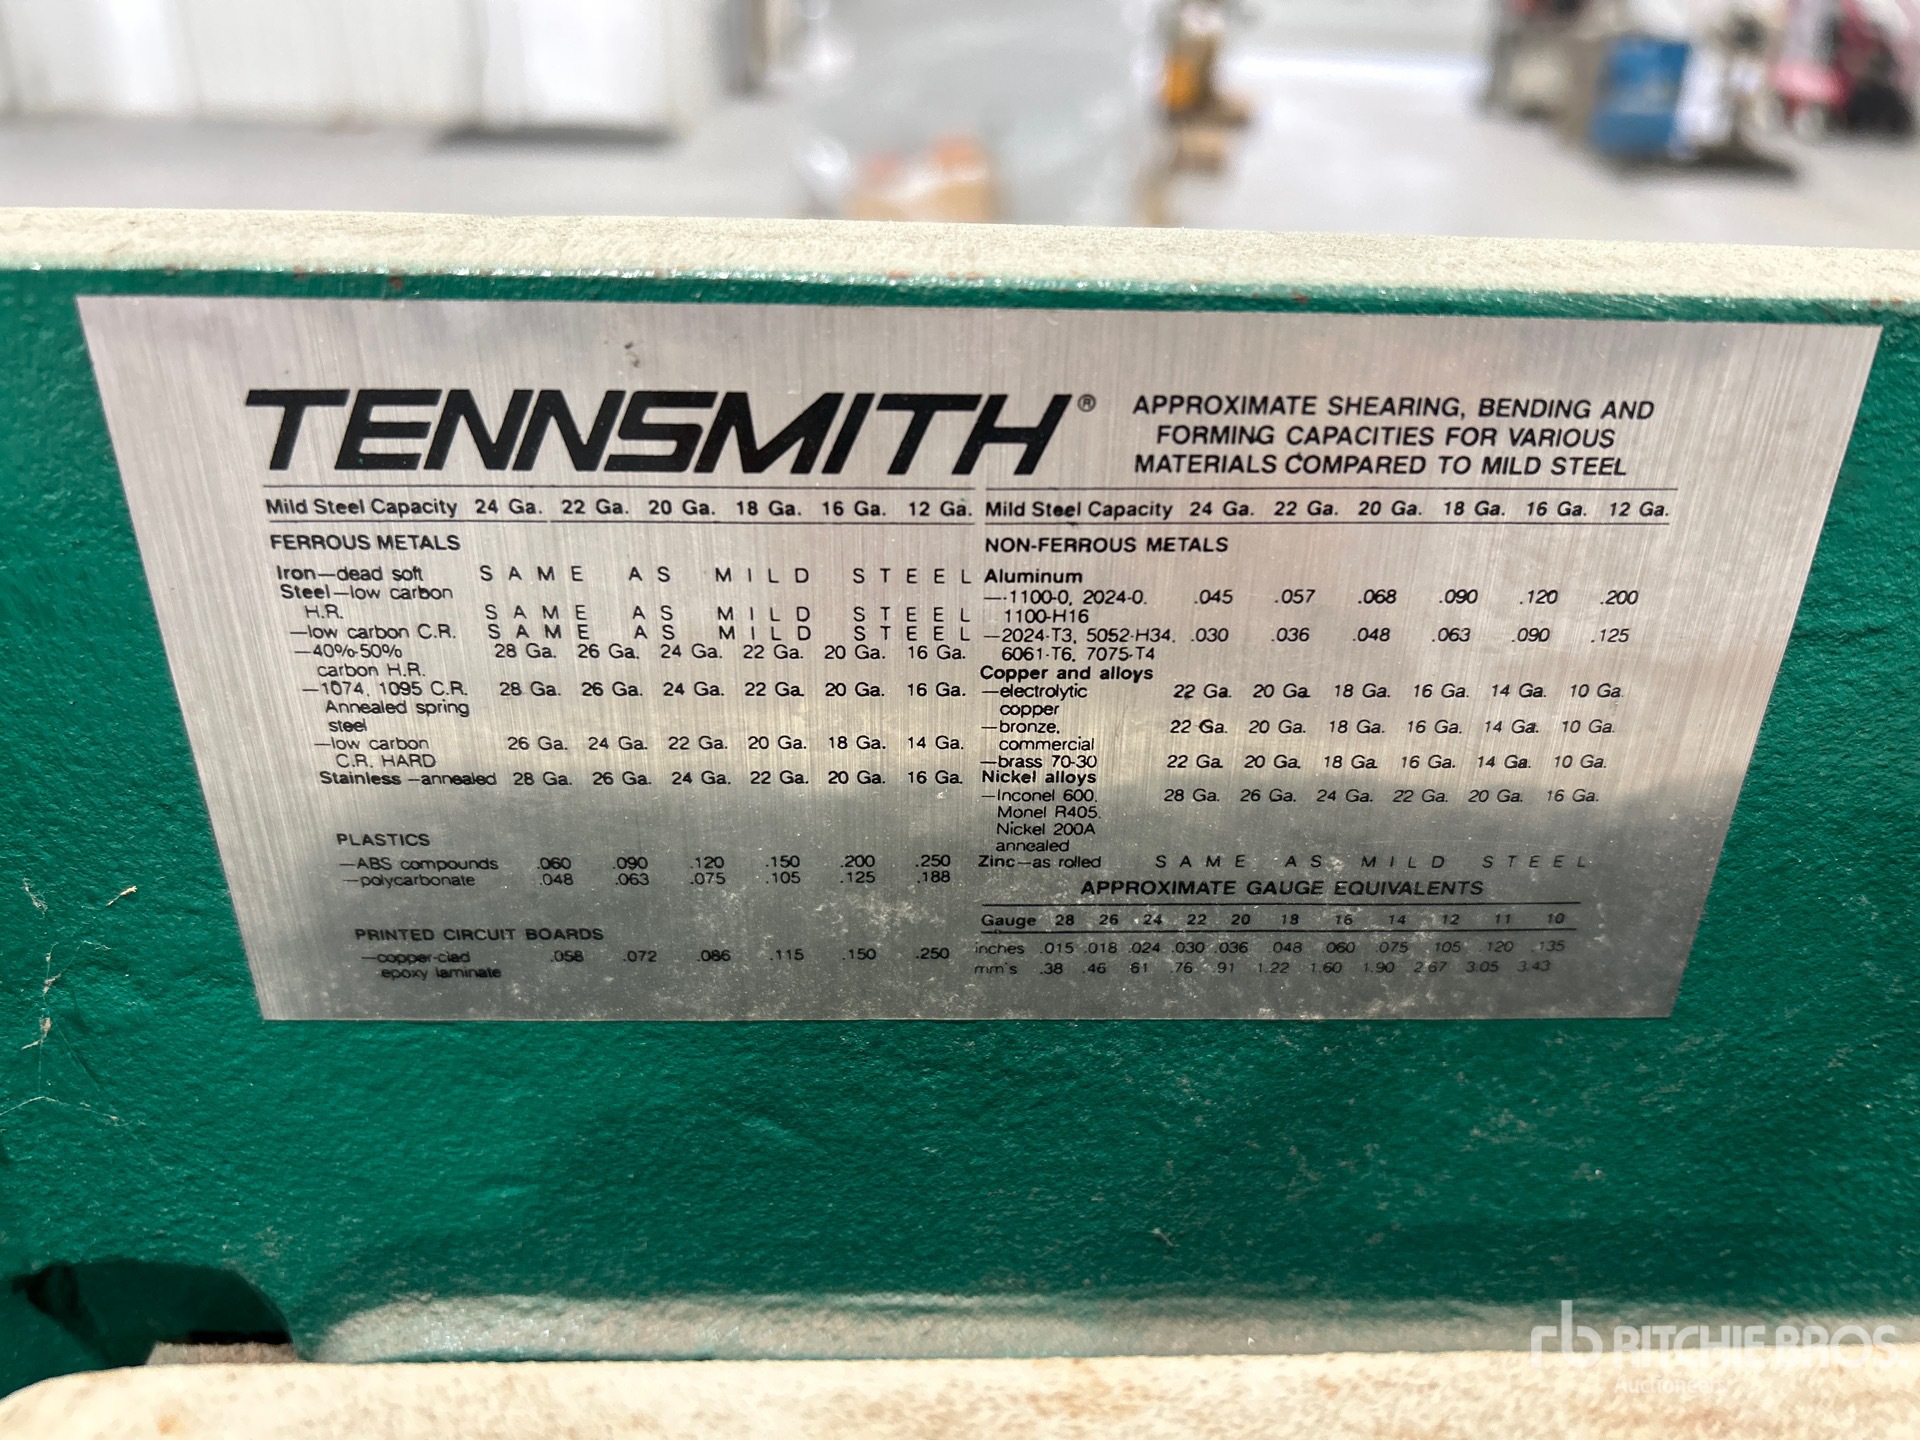 TENNSMITH®
APPROXIMATE SHEARING, BENDING AND
FORMING CAPACITIES FOR VARIOUS
MATERIALS COMPARED TO MILD STEEL
Mild Steel Capacity 24 Ga. 22 Ga. 20 Ga. 18 Ga. 16 Ga. 12 Ga.
FERROUS METALS
Iron—dead soft SAME AS MILD STEEL
Steel—low carbon
H.R. SAME AS MILD STEEL
—low carbon C.R. SAME AS MILD STEEL
—40%-50% 28 Ga. 26 Ga. 24 Ga. 22 Ga. 20 Ga. 16 Ga.
carbon H.R.
—1074, 1095 C.R. 28 Ga. 26 Ga. 24 Ga. 22 Ga. 20 Ga. 16 Ga.
Annealed spring
steel
—low carbon 26 Ga. 24 Ga. 22 Ga. 20 Ga. 18 Ga. 14 Ga.
C.R. HARD
Stainless—annealed 28 Ga. 26 Ga. 24 Ga. 22 Ga. 20 Ga. 16 Ga.
PLASTICS
—ABS compounds .060 .090 .120 .150 .200 .250
—polycarbonate .048 .063 .075 .105 .125 .188
PRINTED CIRCUIT BOARDS
—copper-clad .058 .072 .086 .115 .150 .250
epoxy laminate
Mild Steel Capacity 24 Ga. 22 Ga. 20 Ga. 18 Ga. 16 Ga. 12 Ga.
NON-FERROUS METALS
Aluminum
—1100-0, 2024-0. .045 .057 .068 .090 .120 .200
1100-H16
—2024-T3, 5052-H34, .030 .036 .048 .063 .090 .125
6061-T6, 7075-T4
Copper and alloys
—electrolytic 22 Ga. 20 Ga. 18 Ga. 16 Ga. 14 Ga. 10 Ga.
copper
—bronze, 22 Ga. 20 Ga. 18 Ga. 16 Ga. 14 Ga. 10 Ga.
commercial
—brass 70-30 22 Ga. 20 Ga. 18 Ga. 16 Ga. 14 Ga. 10 Ga.
Nickel alloys
—Inconel 600, 28 Ga. 26 Ga. 24 Ga. 22 Ga. 20 Ga. 16 Ga.
Monel R405,
Nickel 200A
annealed
Zinc—as rolled SAME AS MILD STEEL
APPROXIMATE GAUGE EQUIVALENTS
Gauge 28 26 24 22 20 18 16 14 12 11 10
inches .015 .018 .024 .030 .036 .048 .060 .075 .105 .120 .135
mm's .38 .46 .61 .76 .91 1.22 1.60 1.90 2.67 3.05 3.43
rb RITCHIE BROS.
Auctioneers